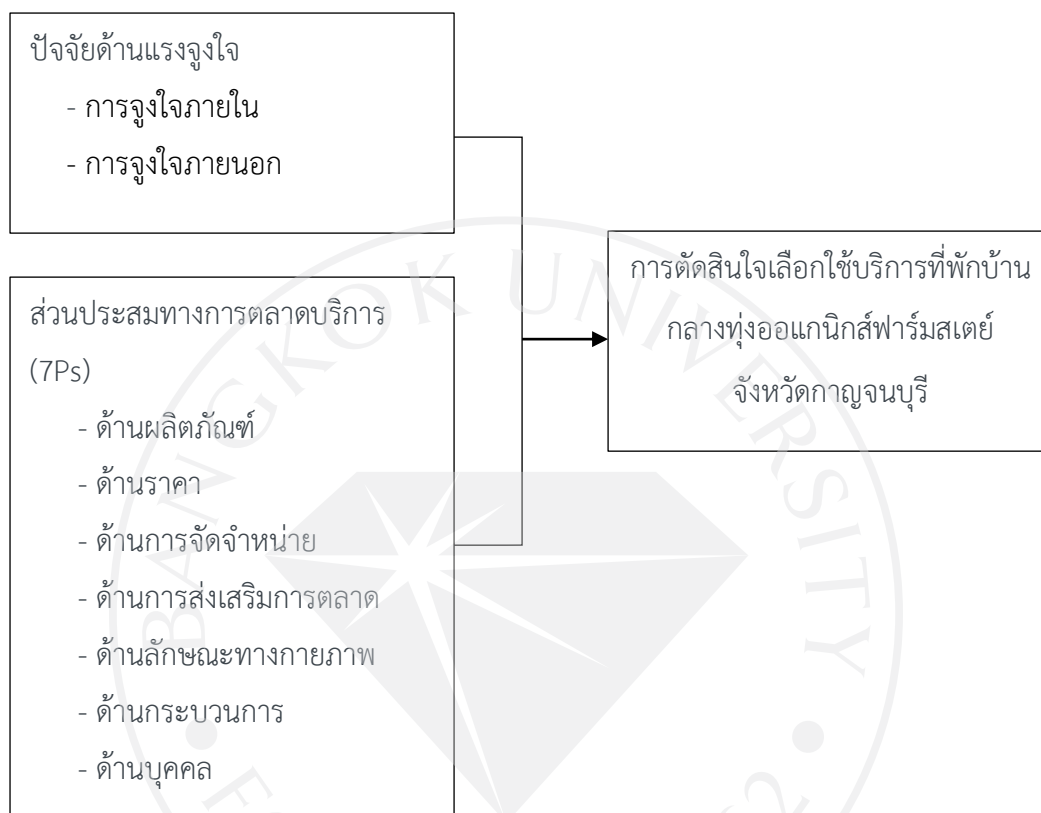 ปัจจัยด้านแรงจูงใจ
- การจูงใจภายใน
- การจูงใจภายนอก
ส่วนประสมทางการตลาดบริการ
(7Ps)
- ด้านผลิตภัณฑ์
- ด้านราคา
- ด้านการจัดจำหน่าย
- ด้านการส่งเสริมการตลาด
- ด้านลักษณะทางกายภาพ
- ด้านกระบวนการ
- ด้านบุคคล
การตัดสินใจเลือกใช้บริการที่พักบ้าน
กลางทุ่งออแกนิกส์ฟาร์มสเตย์
จังหวัดกาญจนบุรี
BANGKOK UNIVERSITY